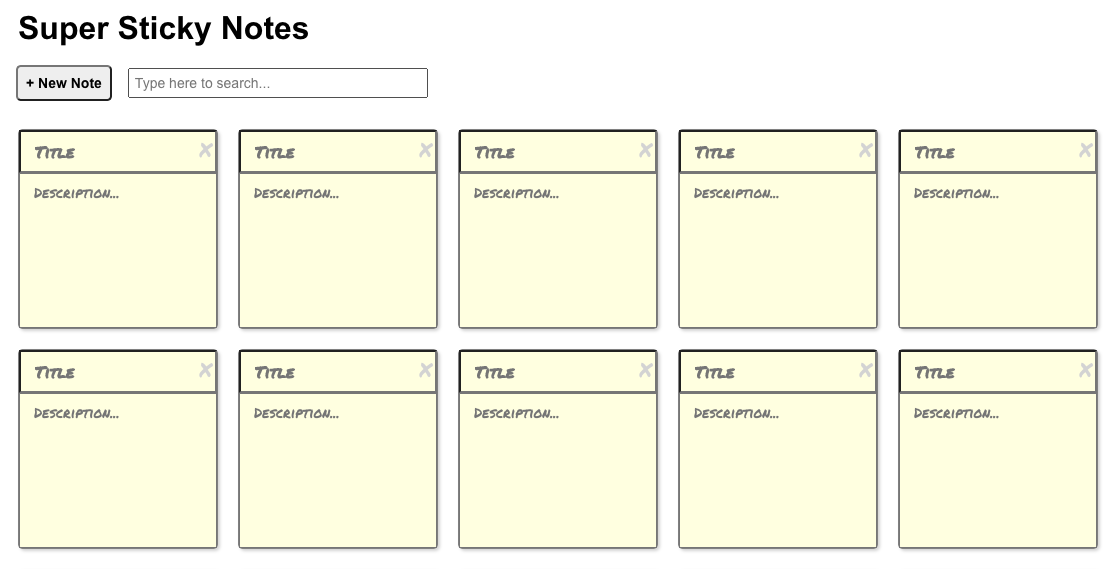 Super Sticky Notes
+ New Note
Type here to search...
Title x Title x Title x Title x Title x
Description... Description... Description... Description... Description...
Title x Title x Title x Title x Title x
Description... Description... Description... Description... Description...